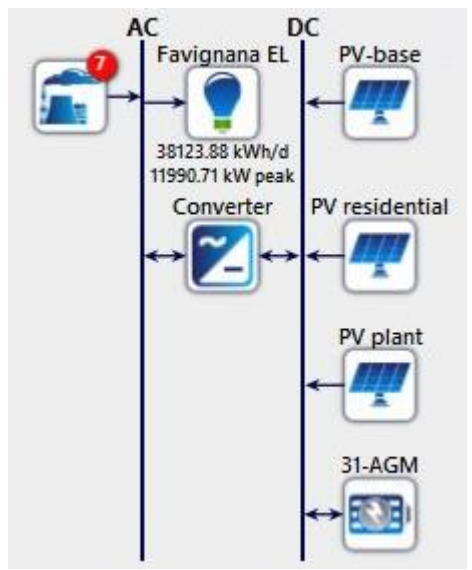 AC
DC
7
Favignana EL
PV-base
38123.88 kWh/d
11990.71 kW peak
Converter
PV residential
PV plant
31-AGM